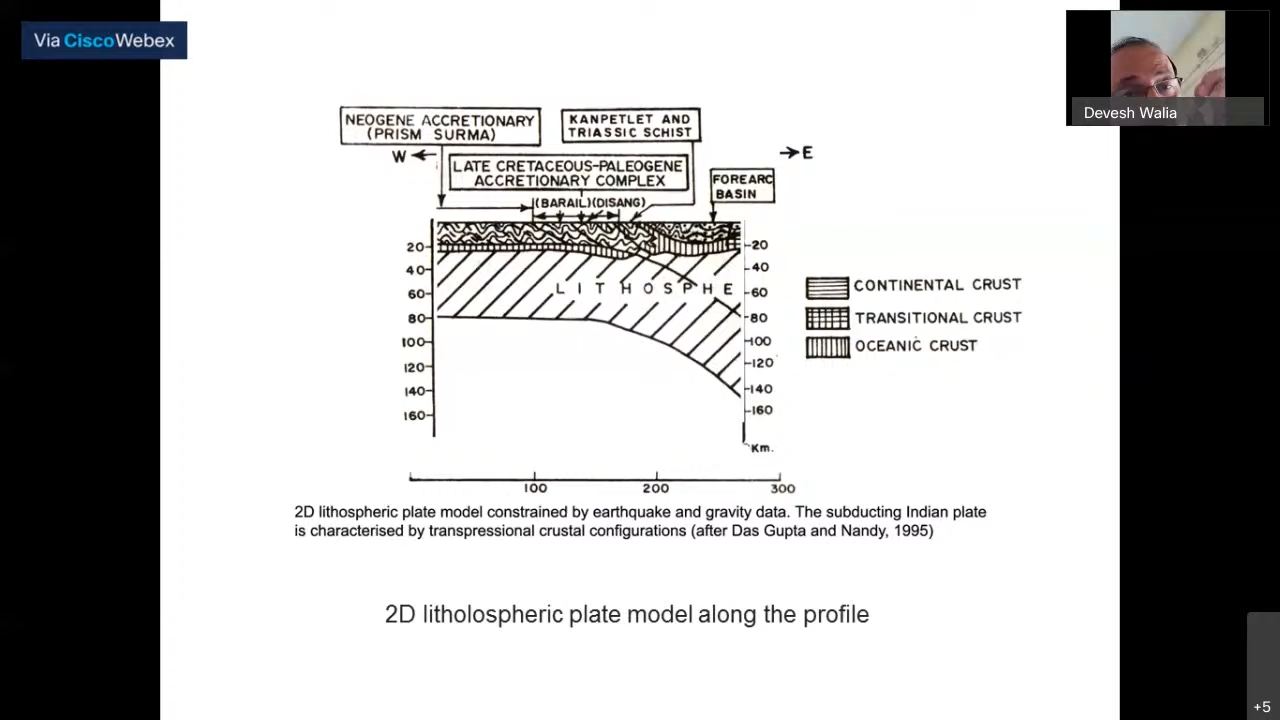 Via CiscoWebex
Devesh Walia
NEOGENE ACCRETIONARY
(PRISM SURMA)
KANPETLET AND
TRIASSIC SCHIST
W
E
LATE CRETACEOUS-PALEOGENE
ACCRETIONARY COMPLEX
FOREARC
BASIN
(BARAIL)(DISANG)
20
40
60
80
100
120
140
160
LITHOSPHE
20
40
60
80
100
120
140
160
Km.
CONTINENTAL CRUST
TRANSITIONAL CRUST
OCEANIC CRUST
100
200
300
2D lithospheric plate model constrained by earthquake and gravity data. The subducting Indian plate
is characterised by transpressional crustal configurations (after Das Gupta and Nandy, 1995)
2D litholospheric plate model along the profile
+5